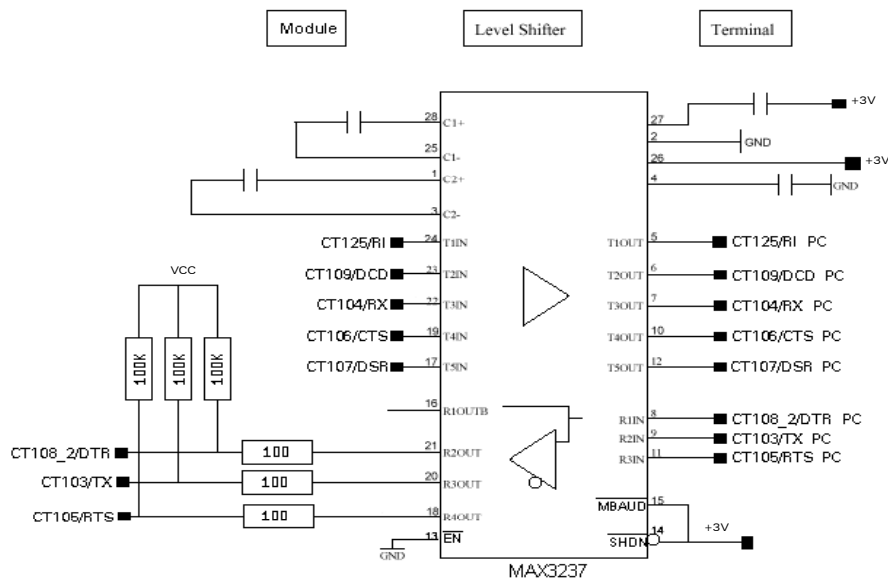 Module
Level Shifter
Terminal
28
C1+
25
C1-
1
C2+
3
C2-
27
+3V
2
GND
26
+3V
4
GND
CT125/RI
24
T1IN
T1OUT
5
CT125/RI PC
CT109/DCD
23
T2IN
T2OUT
6
CT109/DCD PC
CT104/RX
22
T3IN
T3OUT
7
CT104/RX PC
CT106/CTS
19
T4IN
T4OUT
10
CT106/CTS PC
CT107/DSR
17
T5IN
T5OUT
12
CT107/DSR PC
VCC
100K
100K
100K
16
R1OUTB
R1IN
8
CT108_2/DTR PC
R2IN
9
CT103/TX PC
R3IN
11
CT105/RTS PC
CT108_2/DTR
100
21
R2OUT
CT103/TX
100
20
R3OUT
CT105/RTS
100
18
R4OUT
GND
13
EN
MBAUD
15
SHDN
14
+3V
MAX3237